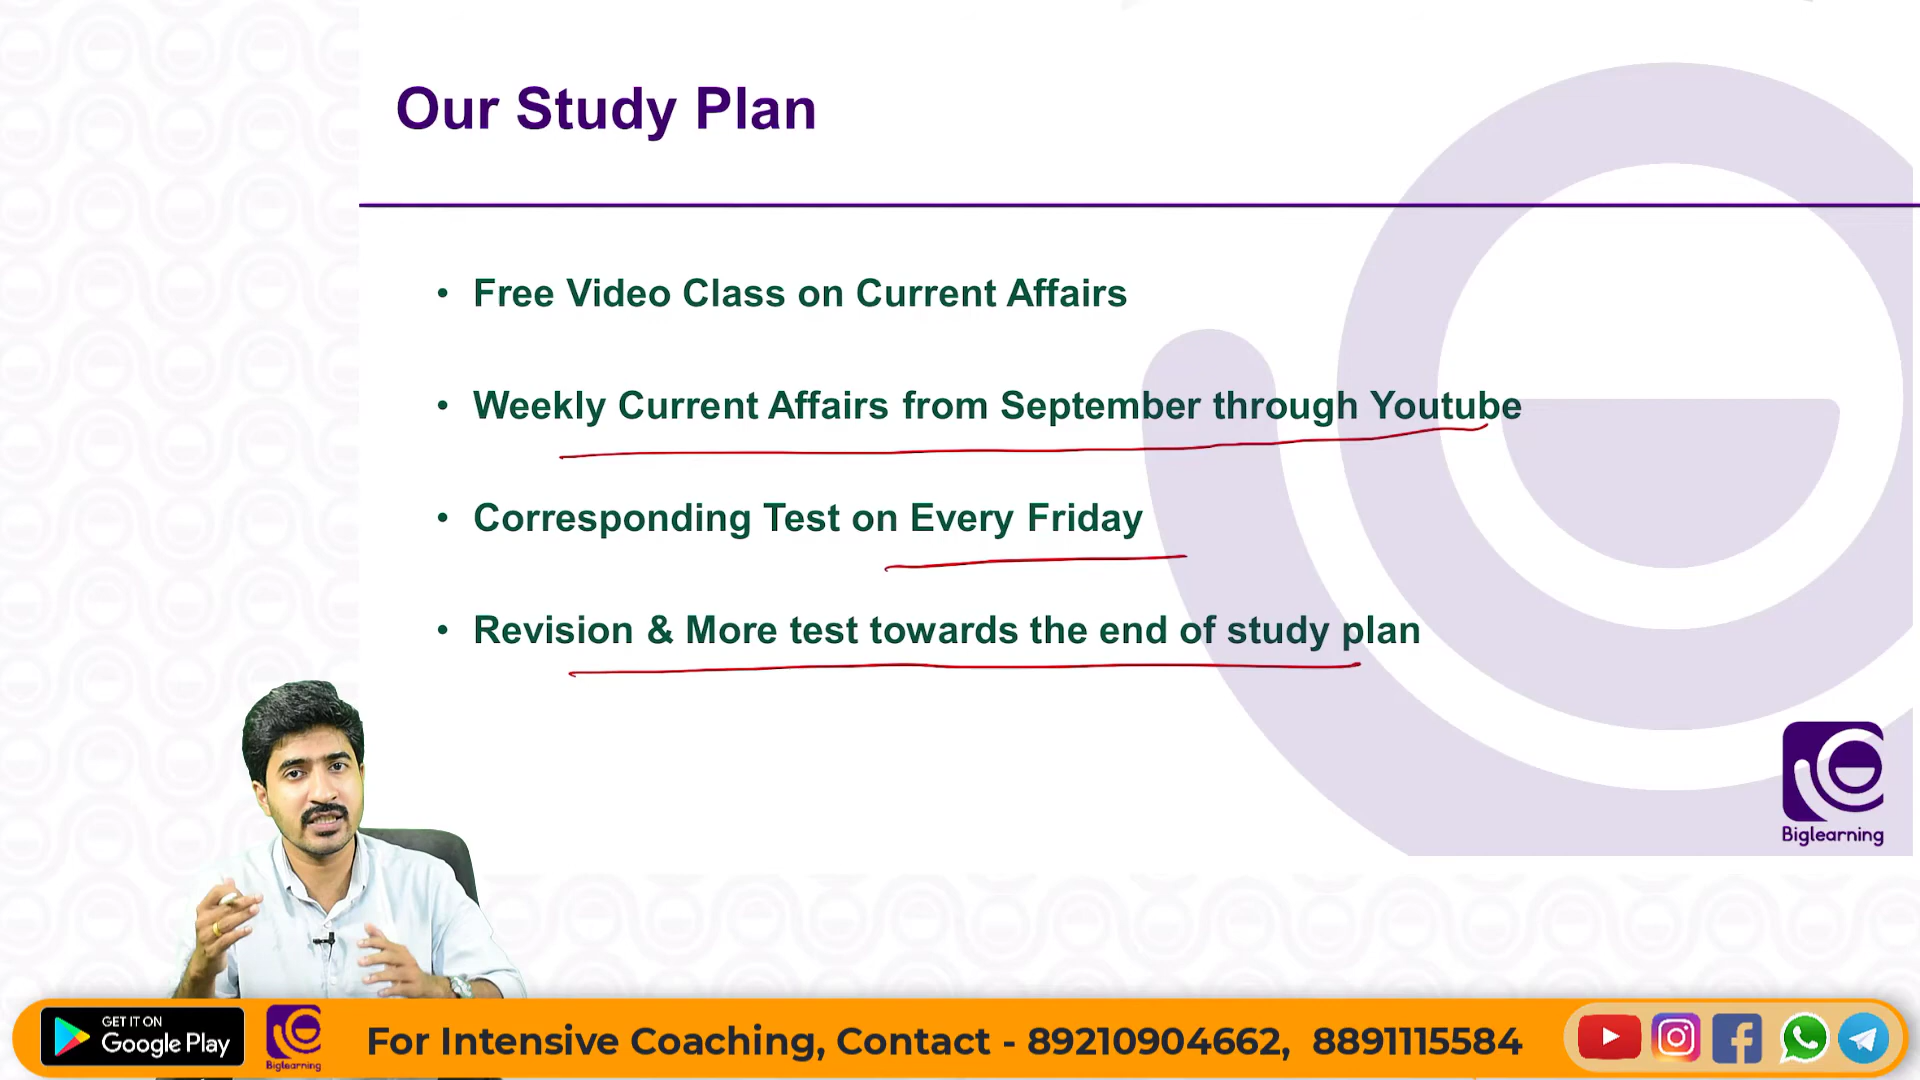 Our Study Plan
• Free Video Class on Current Affairs
• Weekly Current Affairs from September through Youtube
• Corresponding Test on Every Friday
• Revision & More test towards the end of study plan
Biglearning
GET IT ON
Google Play
Biglearning
For Intensive Coaching, Contact - 89210904662, 8891115584